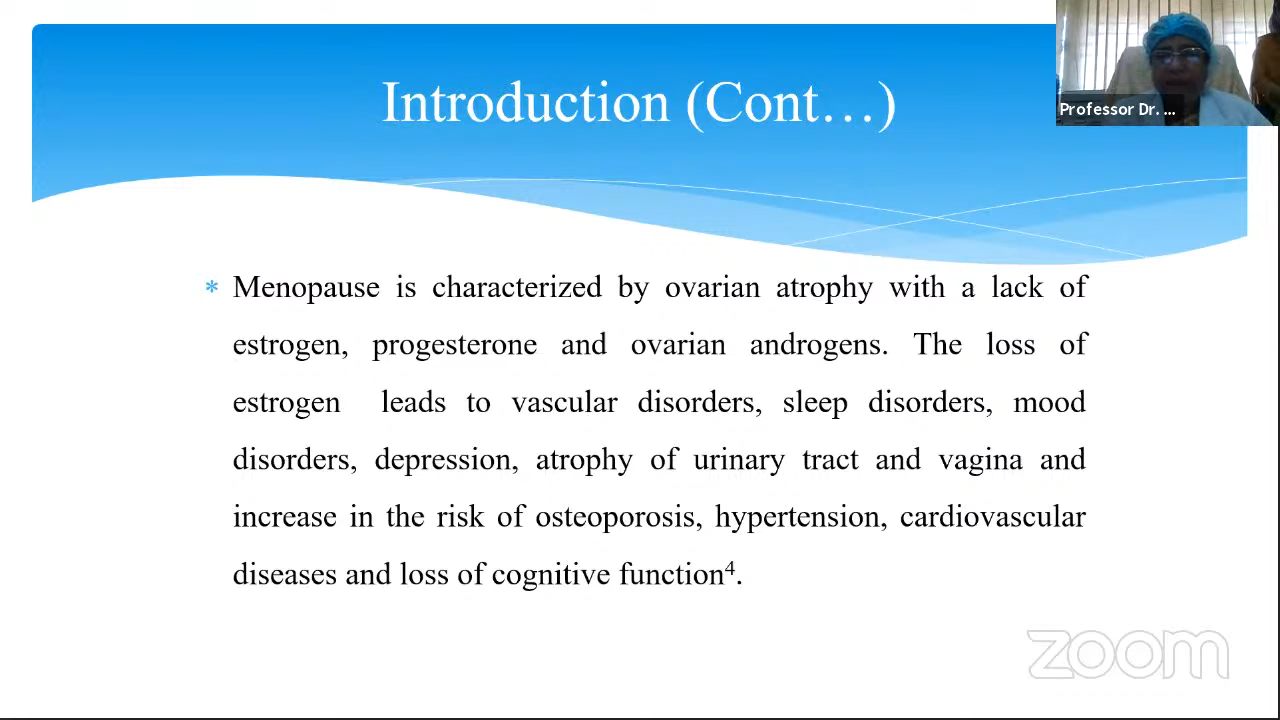 Introduction (Cont…)
Professor Dr. ...
* Menopause is characterized by ovarian atrophy with a lack of
estrogen, progesterone and ovarian androgens. The loss of
estrogen leads to vascular disorders, sleep disorders, mood
disorders, depression, atrophy of urinary tract and vagina and
increase in the risk of osteoporosis, hypertension, cardiovascular
diseases and loss of cognitive function⁴.
zoom